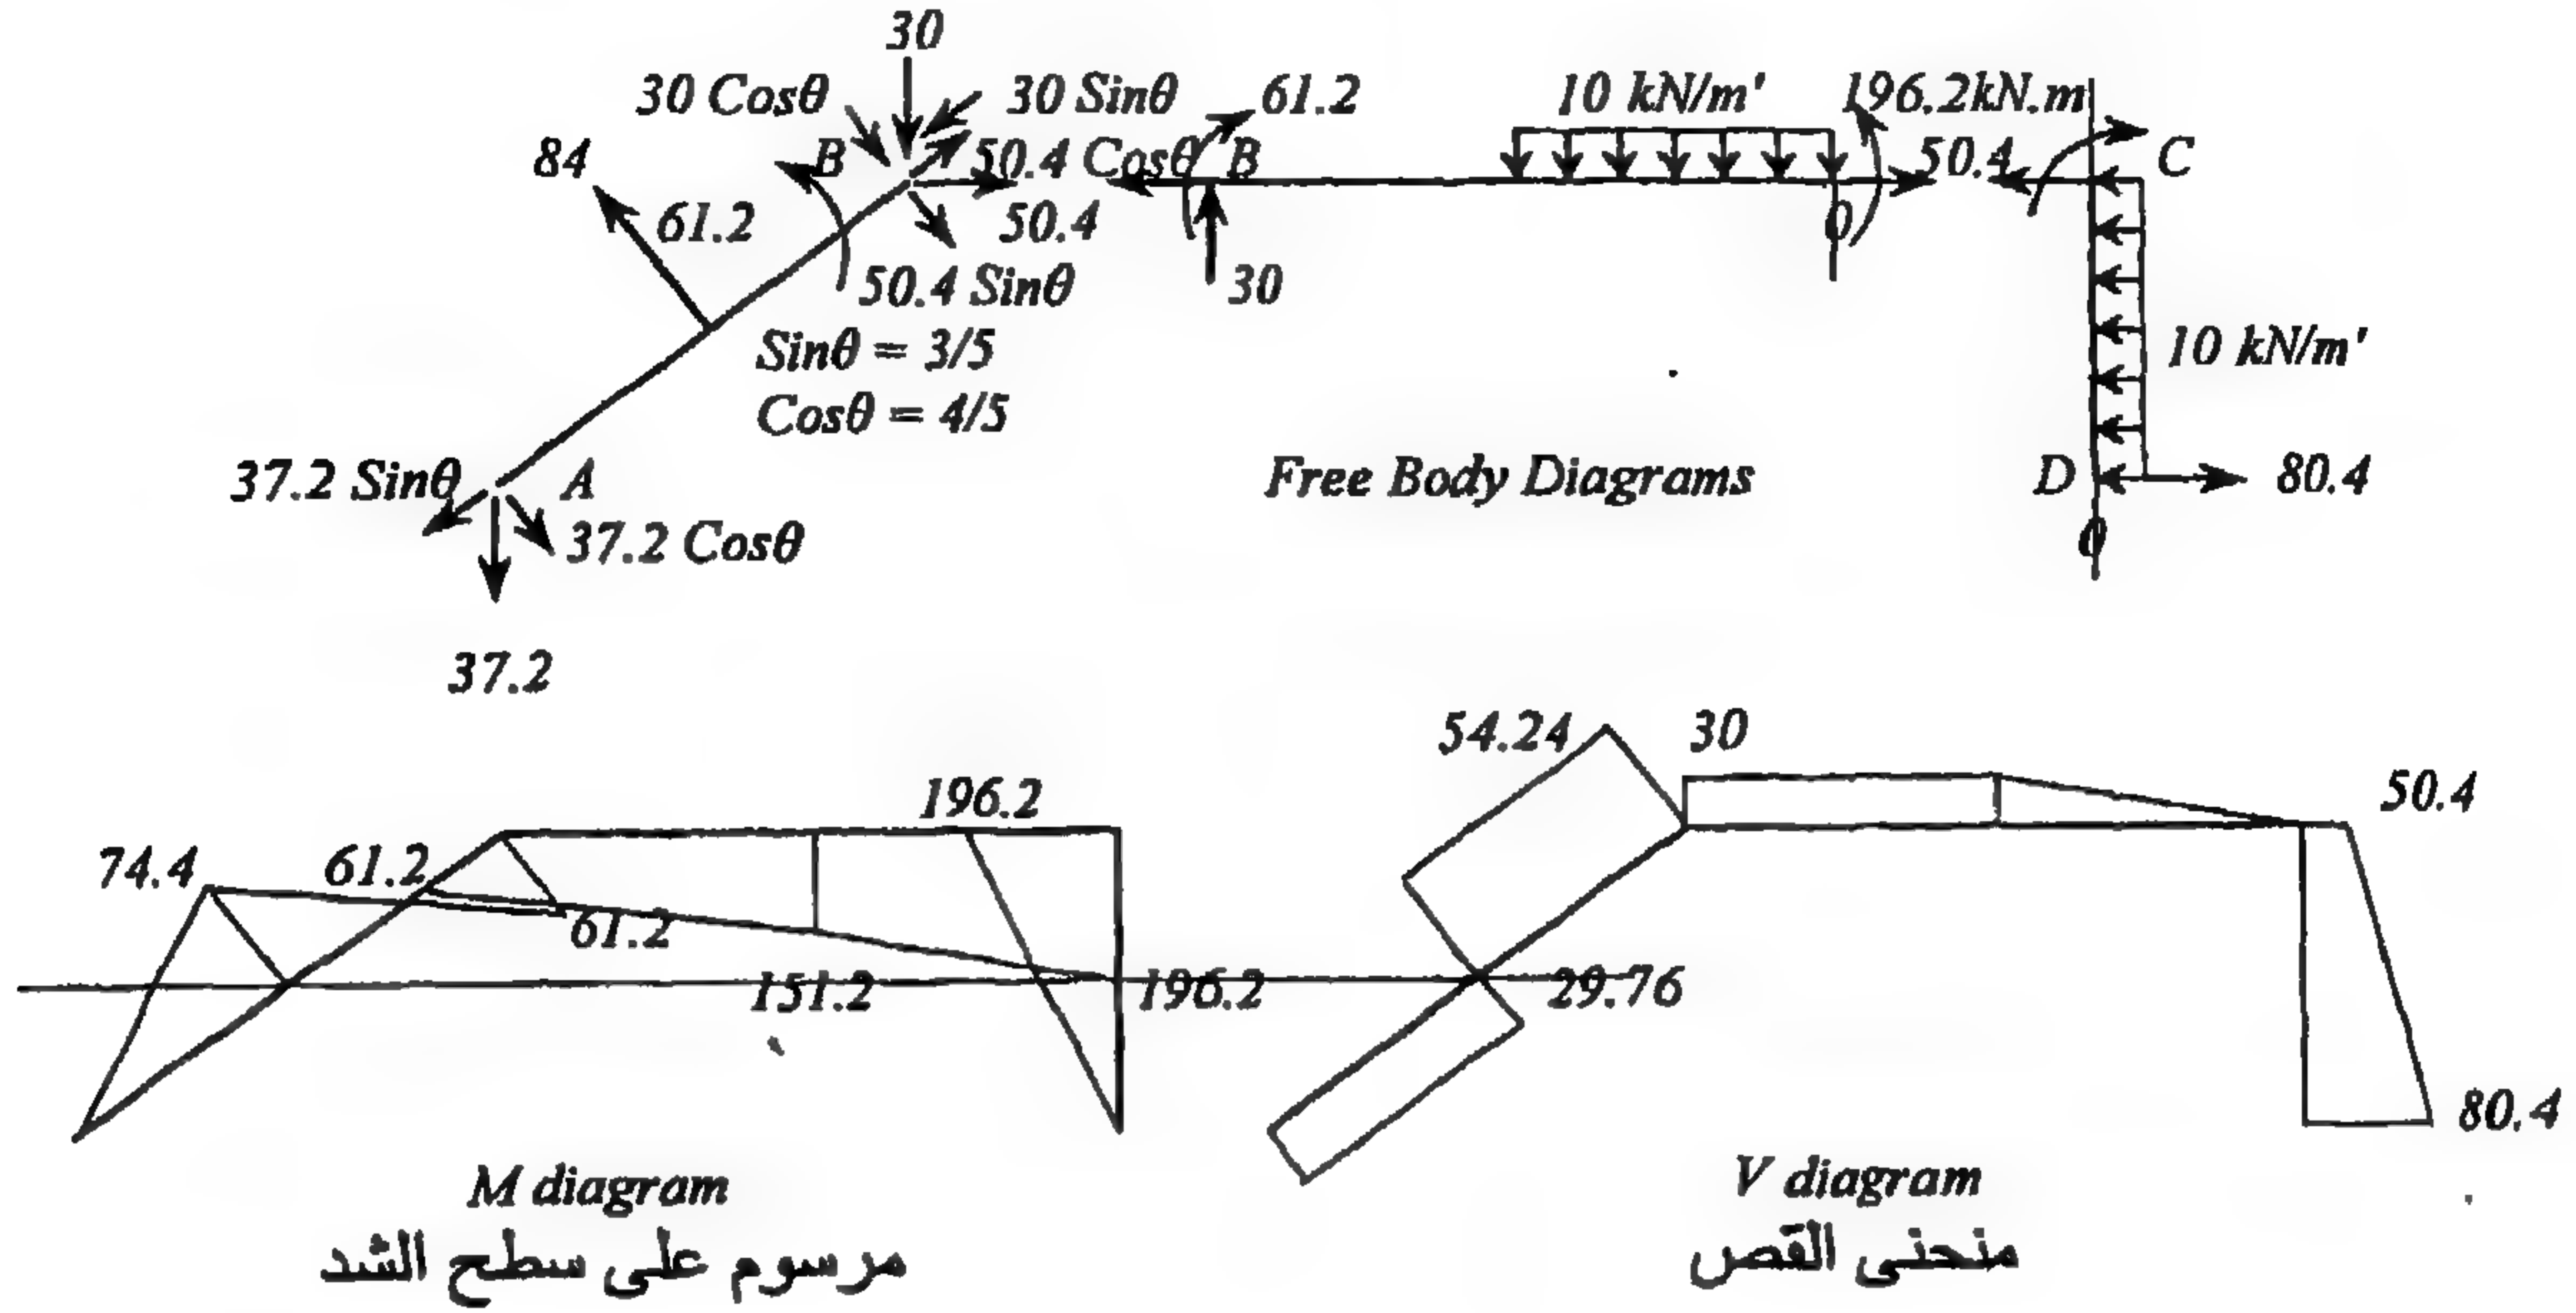 30
30 Cosθ
30 Sinθ
61.2
10 kN/m'
196.2kN.m
84
B
50.4 Cosθ
B
50.4
C
61.2
50.4
0
50.4 Sinθ
30
Sinθ = 3/5
10 kN/m'
Cosθ = 4/5
37.2 Sinθ
A
Free Body Diagrams
D
80.4
37.2 Cosθ
0
37.2
54.24
30
196.2
50.4
74.4
61.2
61.2
151.2
196.2
29.76
80.4
M diagram
V diagram
مرسوم على سطح الشد
منحنى القص